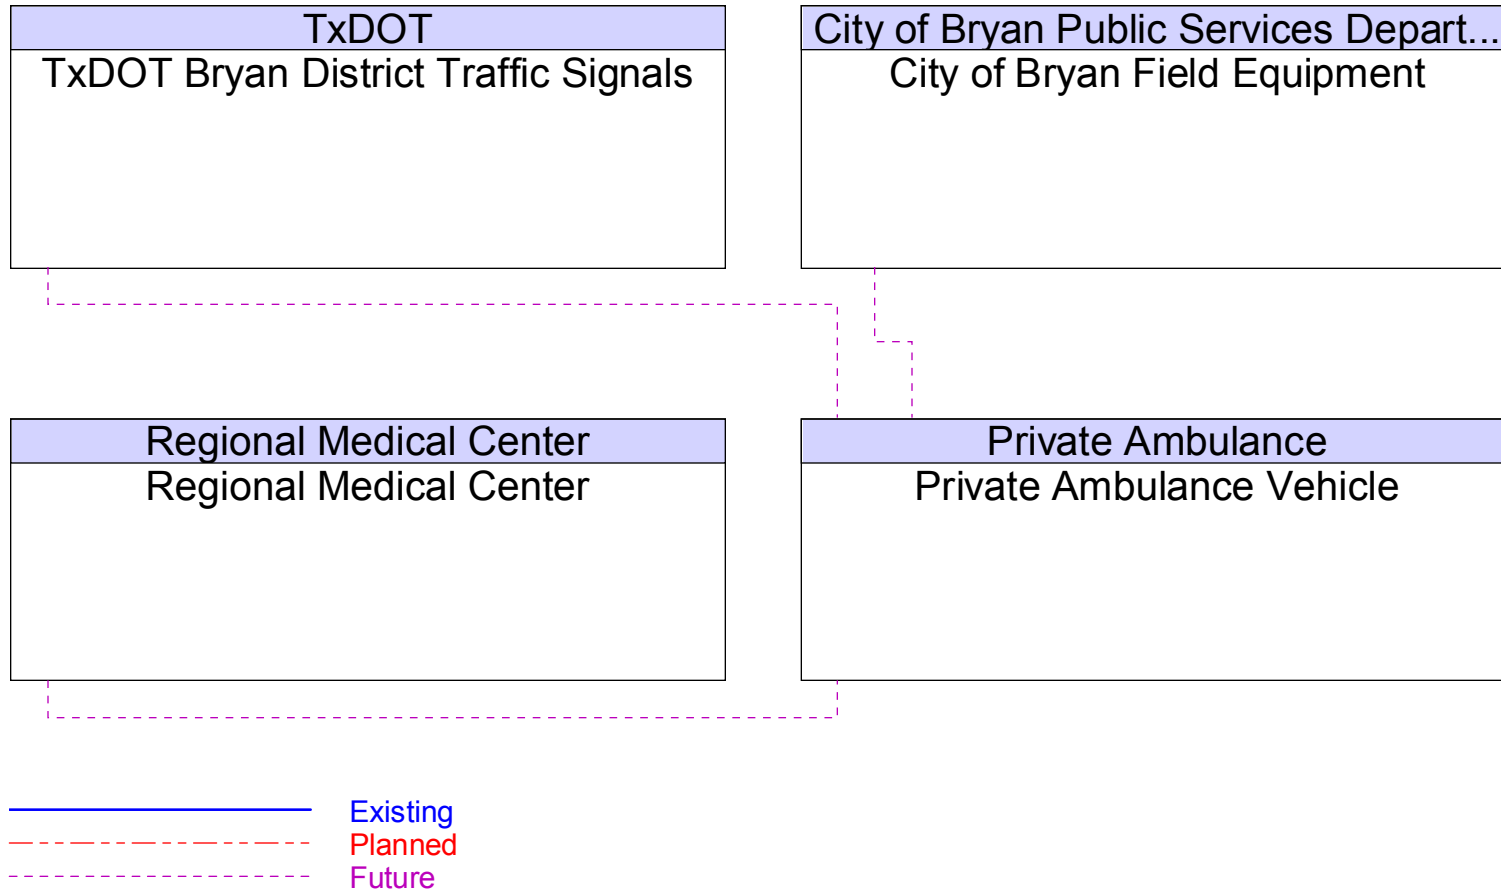 TxDOT
TxDOT Bryan District Traffic Signals
City of Bryan Public Services Depart...
City of Bryan Field Equipment
Regional Medical Center
Regional Medical Center
Private Ambulance
Private Ambulance Vehicle
Existing
Planned
Future